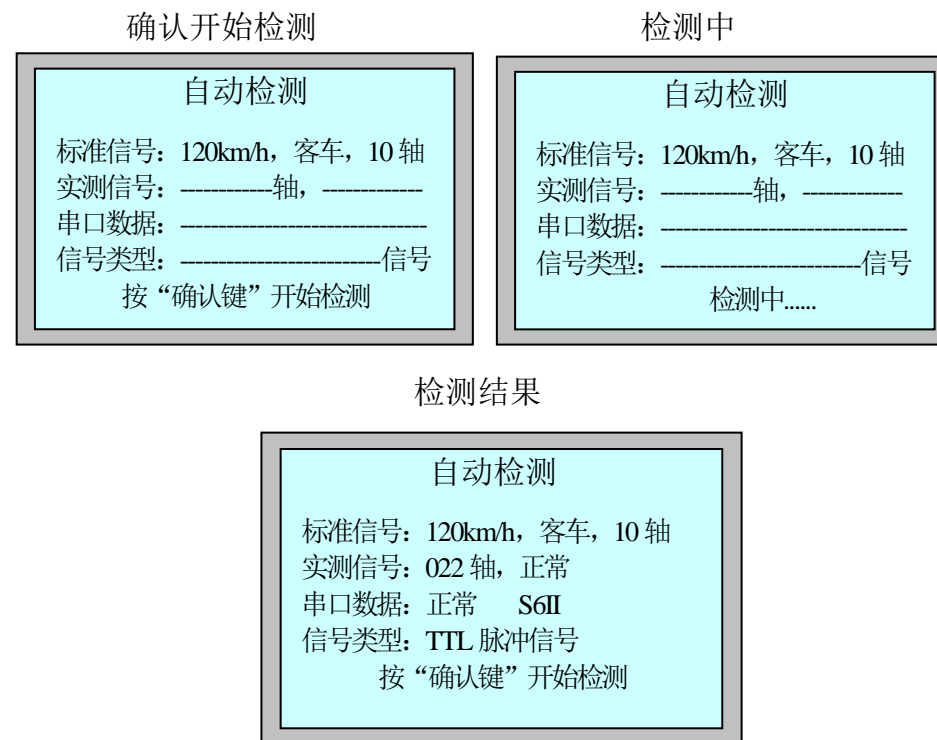 确认开始检测
自动检测
标准信号：120km/h，客车，10 轴
实测信号：------------轴，-------------
串口数据：--------------------------------
信号类型：--------------------------信号
按“确认键”开始检测
检测中
自动检测
标准信号：120km/h，客车，10 轴
实测信号：------------轴，-------------
串口数据：--------------------------------
信号类型：--------------------------信号
检测中......
检测结果
自动检测
标准信号：120km/h，客车，10 轴
实测信号：022 轴，正常
串口数据：正常 S6II
信号类型：TTL 脉冲信号
按“确认键”开始检测